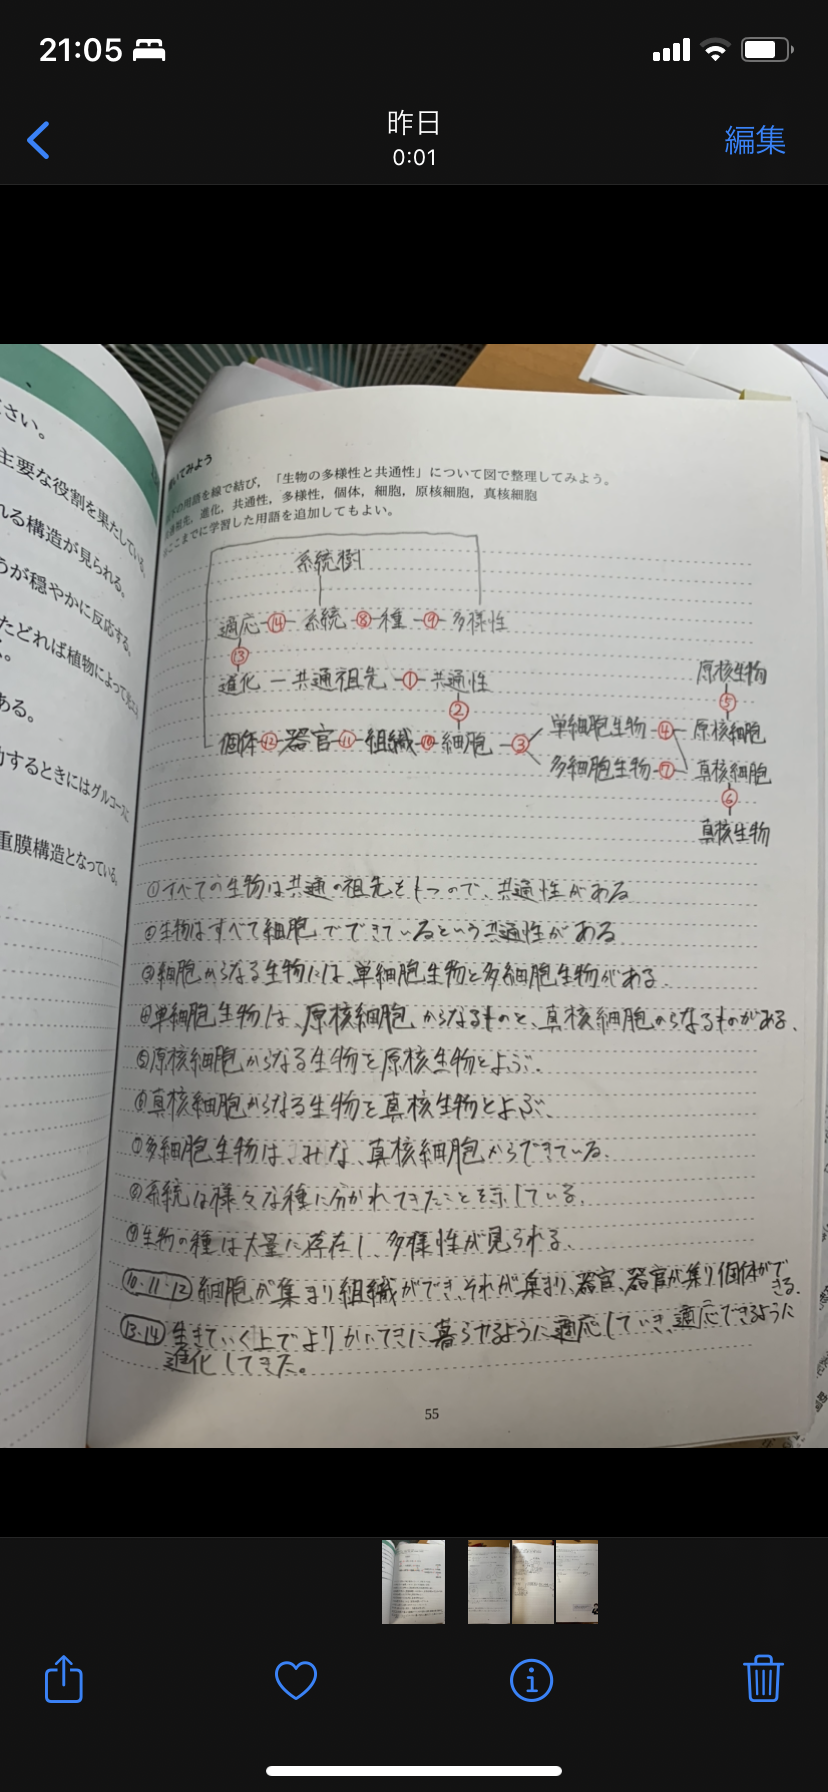 21:05
昨日
0:01
編集
ださい。
主要な役割を果たしている。
れる構造が見られる。
うが穏やかに反応する。
たどれば植物によって
ある。
力するときにはグルコースに
重膜構造となっている。
いてみよう
の用語を線で結び，「生物の多様性と共通性」について図で整理してみよう。
祖先，進化，共通性，多様性，個体，細胞，原核細胞，真核細胞
ここまでに学習した用語を追加してもよい。
系統樹
適応 ⑭ 系統 ⑧ 種 ⑨ 多様性
⑬
進化 共通祖先 ① 共通性
②
個体 ⑫ 器官 ⑪ 組織 ⑩ 細胞 ③
原核生物
⑤
単細胞生物 ④ 原核細胞
多細胞生物 ⑦ 真核細胞
⑥
真核生物
①すべての生物は共通の祖先をもつので、共通性がある
②生物はすべて細胞でできているという共通性がある
③細胞からなる生物には、単細胞生物と多細胞生物がある。
④単細胞生物は、原核細胞からなるものと、真核細胞からなるものがある。
⑤原核細胞からなる生物を原核生物とよぶ。
⑥真核細胞からなる生物を真核生物とよぶ。
⑦多細胞生物は、みな、真核細胞からできている。
⑧系統は様々な種に分かれてきたことを示している。
⑨生物の種は大量に存在し、多様性が見られる。
⑩・⑪・⑫ 細胞が集まり組織ができ、それが集まり、器官、器官が集り個体ができる。
⑬・⑭ 生きていく上でよりかいてきに暮らせるように適応していき、適応できるように
進化してきた。
55